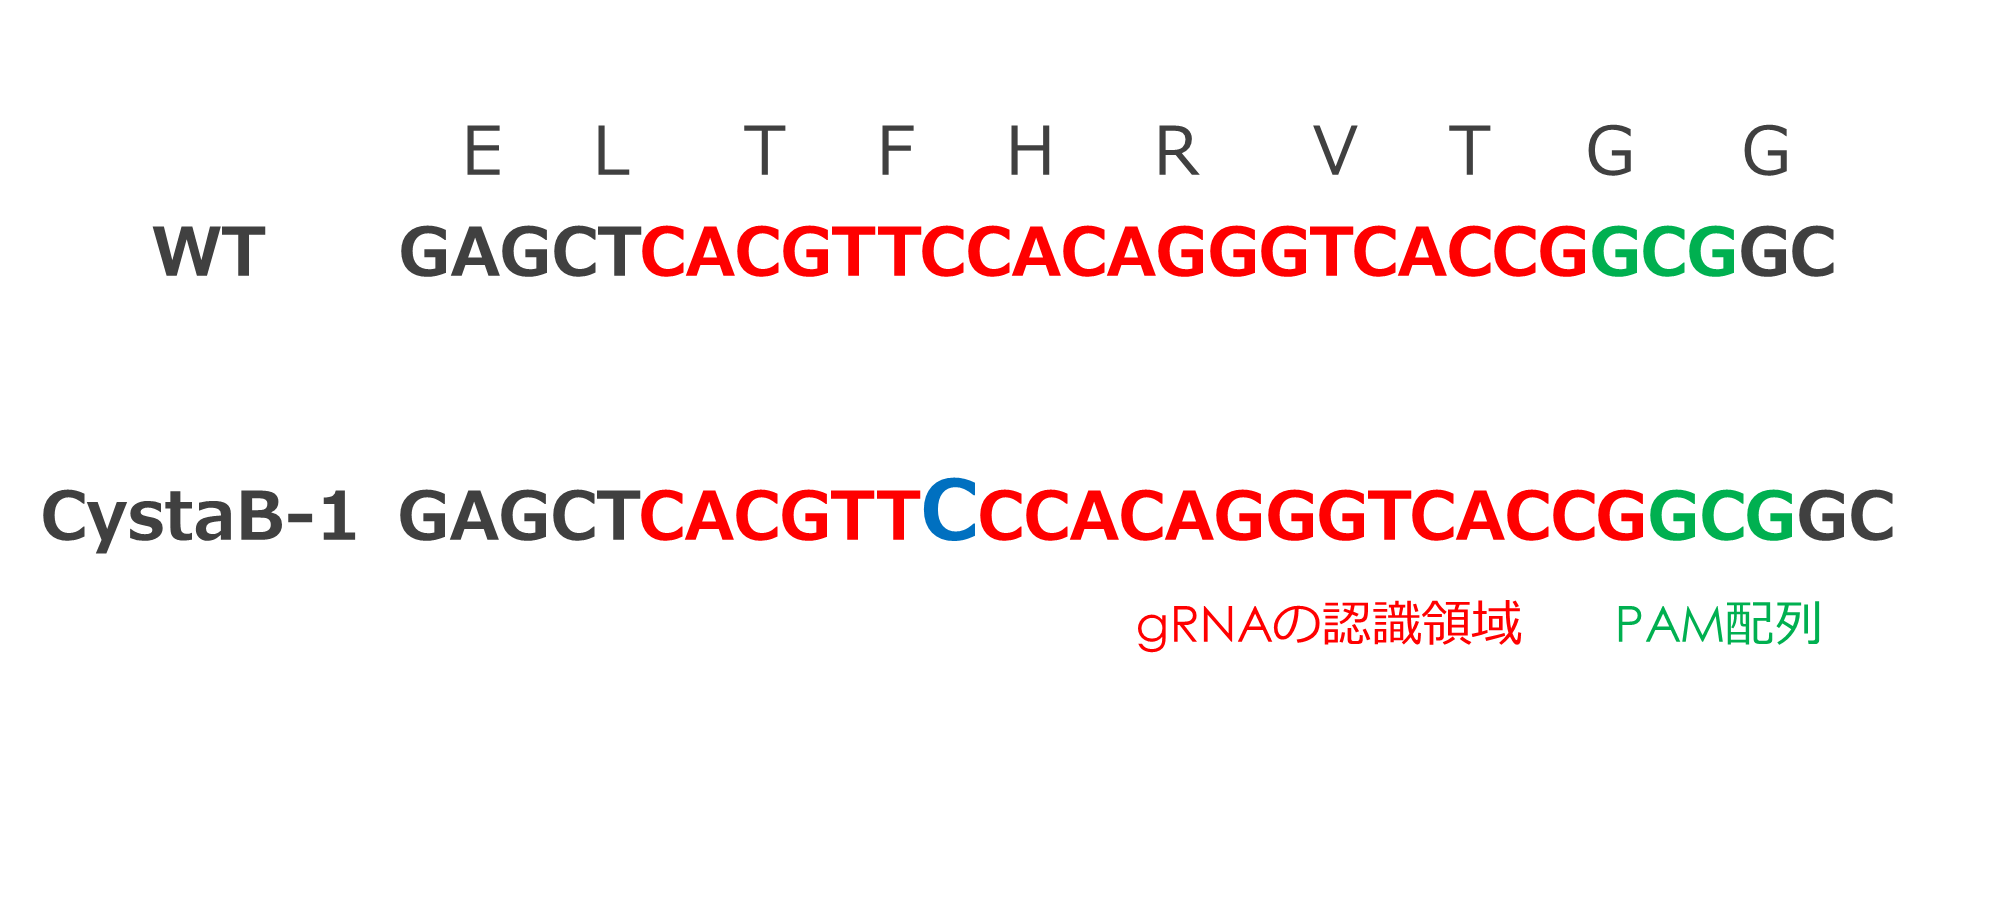 E L T F H R V T G G
WT GAGCTCACGTTCCACAGGGTCACCGGCGGC
CystaB-1 GAGCTCACGTTCCCACAGGGTCACCGGCGGC
gRNAの認識領域 PAM配列